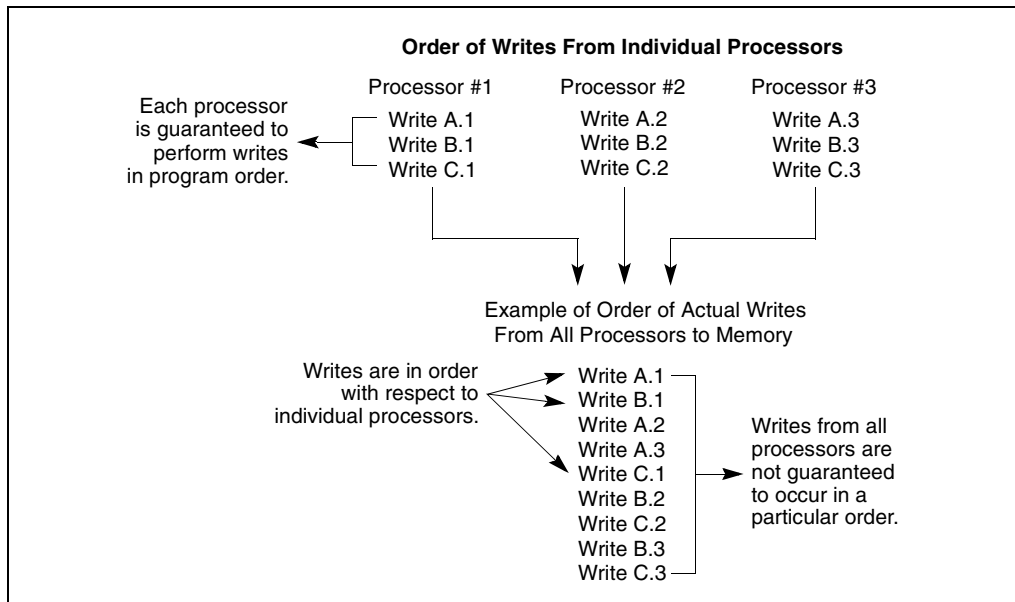 Order of Writes From Individual Processors
Processor #1
Processor #2
Processor #3
Each processor
is guaranteed to
perform writes
in program order.
Write A.1
Write B.1
Write C.1
Write A.2
Write B.2
Write C.2
Write A.3
Write B.3
Write C.3
Example of Order of Actual Writes
From All Processors to Memory
Writes are in order
with respect to
individual processors.
Write A.1
Write B.1
Write A.2
Write A.3
Write C.1
Write B.2
Write C.2
Write B.3
Write C.3
Writes from all
processors are
not guaranteed
to occur in a
particular order.